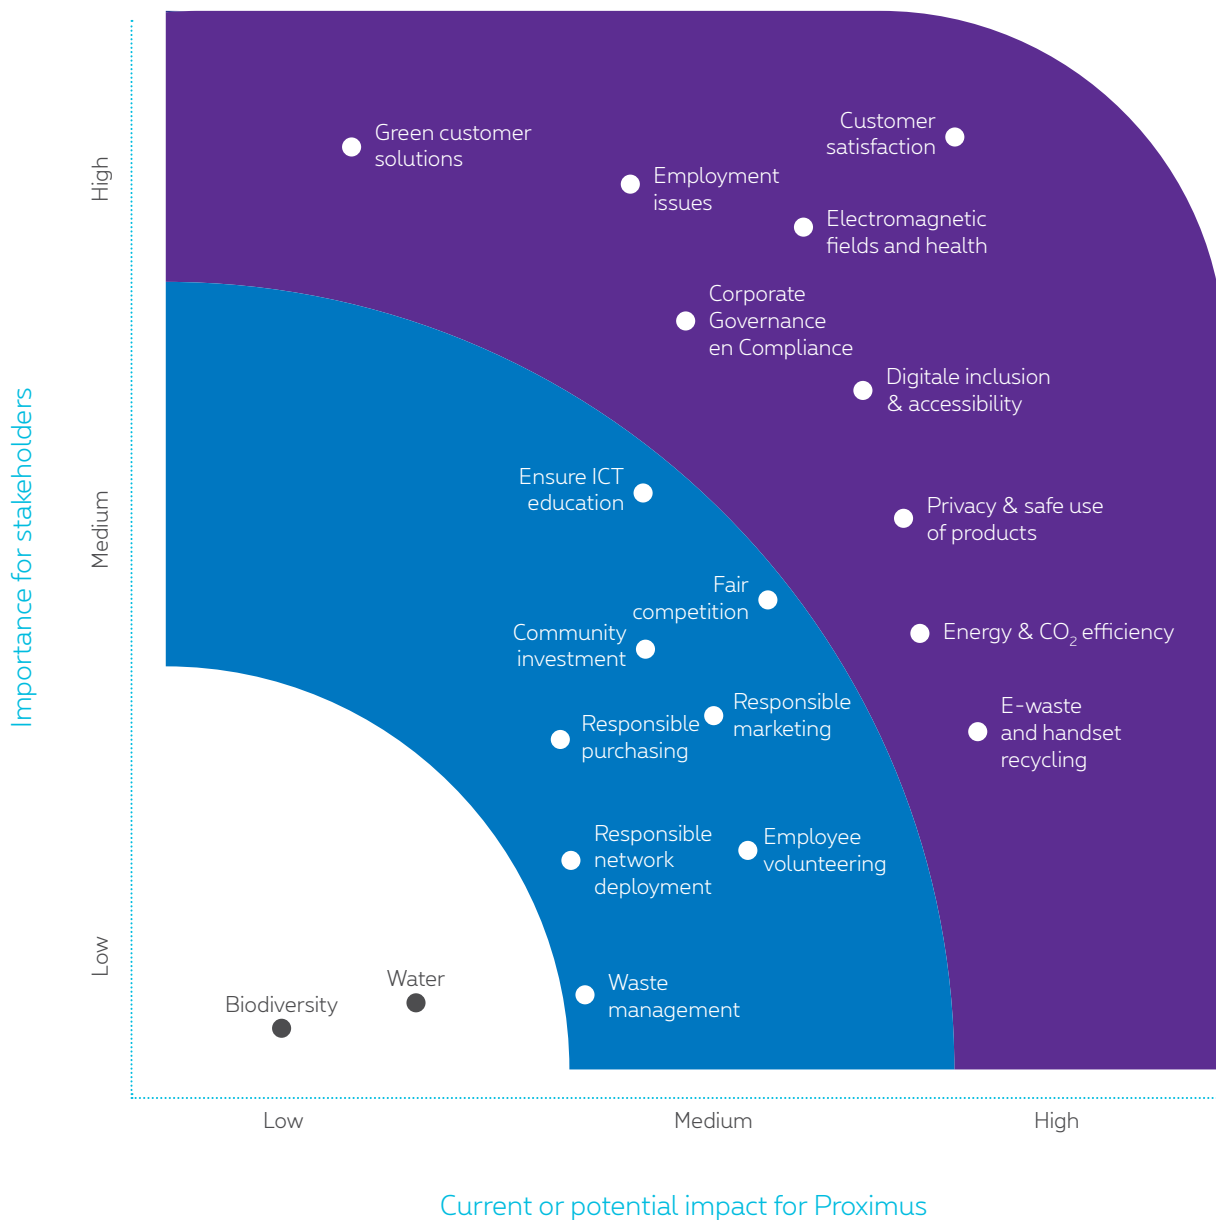 Importance for stakeholders
High
Medium
Low
Green customer
solutions
Employment
issues
Customer
satisfaction
Electromagnetic
fields and health
Corporate
Governance
en Compliance
Digitale inclusion
& accessibility
Ensure ICT
education
Privacy & safe use
of products
Fair
competition
Community
investment
Energy & CO₂ efficiency
Responsible
marketing
Responsible
purchasing
E-waste
and handset
recycling
Responsible
network
deployment
Employee
volunteering
Waste
management
Water
Biodiversity
Low
Medium
High
Current or potential impact for Proximus